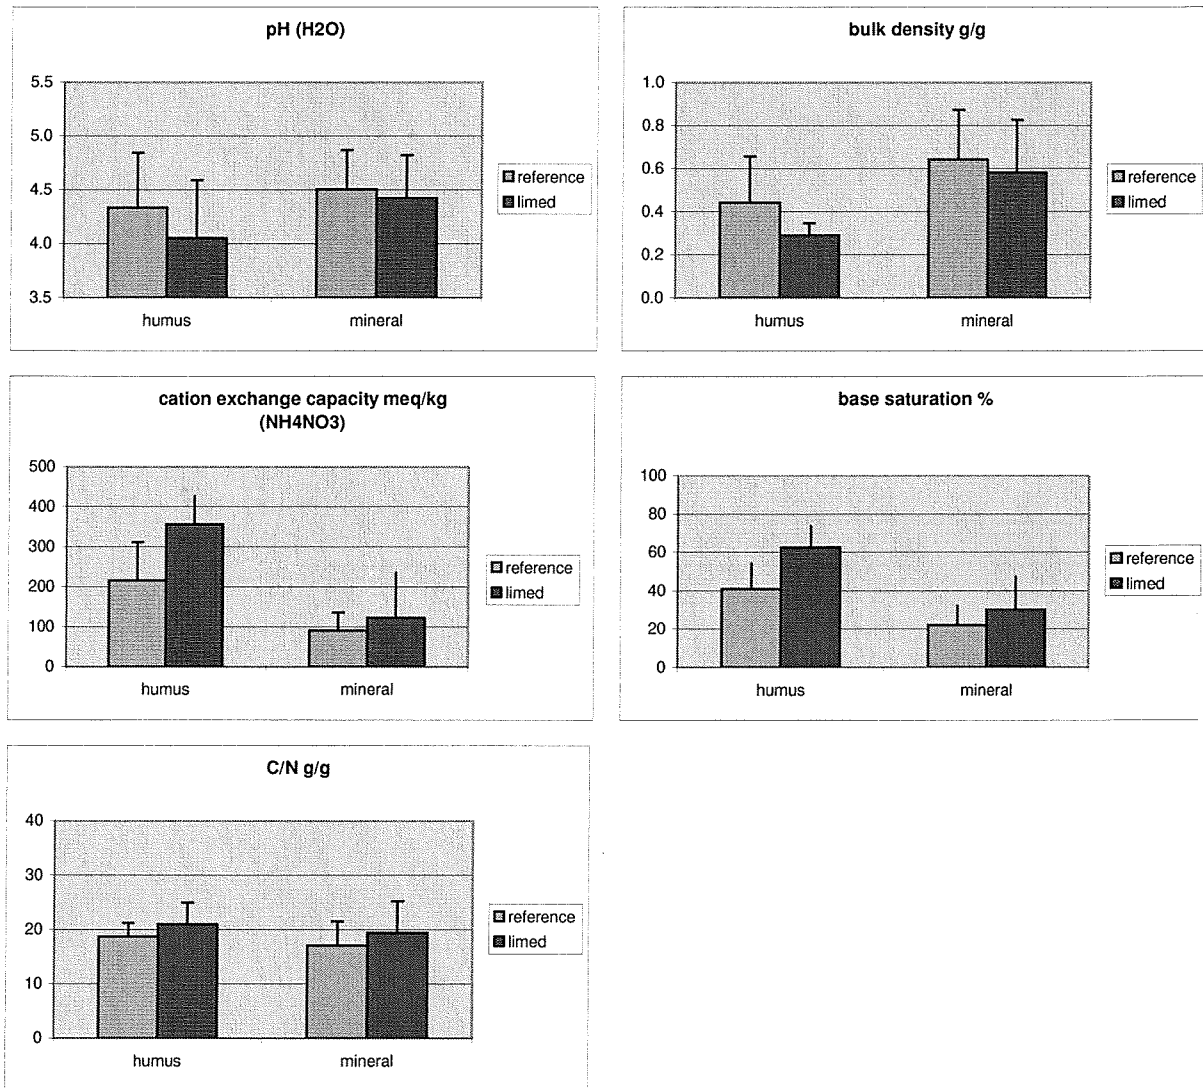 pH (H2O)
5.5
5.0
4.5
4.0
3.5
humus
mineral
reference
limed
bulk density g/g
1.0
0.8
0.6
0.4
0.2
0.0
humus
mineral
reference
limed
cation exchange capacity meq/kg
(NH4NO3)
500
400
300
200
100
0
humus
mineral
reference
limed
base saturation %
100
80
60
40
20
0
humus
mineral
reference
limed
C/N g/g
40
30
20
10
0
humus
mineral
reference
limed